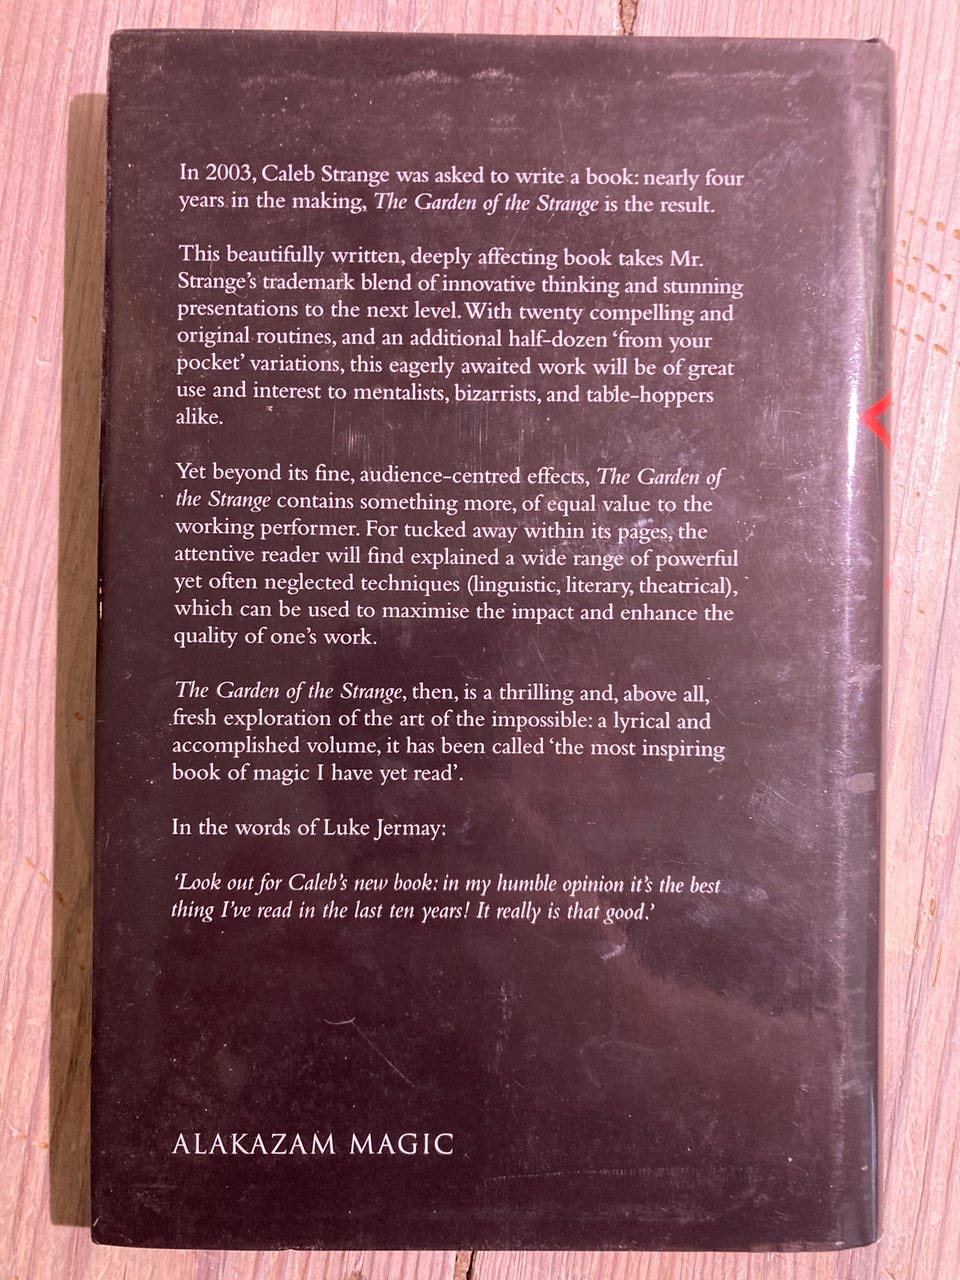 In 2003, Caleb Strange was asked to write a book: nearly four
years in the making, The Garden of the Strange is the result.
This beautifully written, deeply affecting book takes Mr.
Strange’s trademark blend of innovative thinking and stunning
presentations to the next level. With twenty compelling and
original routines, and an additional half-dozen ‘from your
pocket’ variations, this eagerly awaited work will be of great
use and interest to mentalists, bizarrists, and table-hoppers
alike.
Yet beyond its fine, audience-centred effects, The Garden of
the Strange contains something more, of equal value to the
working performer. For tucked away within its pages, the
attentive reader will find explained a wide range of powerful
yet often neglected techniques (linguistic, literary, theatrical),
which can be used to maximise the impact and enhance the
quality of one’s work.
The Garden of the Strange, then, is a thrilling and, above all,
fresh exploration of the art of the impossible: a lyrical and
accomplished volume, it has been called ‘the most inspiring
book of magic I have yet read’.
In the words of Luke Jermay:
‘Look out for Caleb’s new book: in my humble opinion it’s the best
thing I’ve read in the last ten years! It really is that good.’
ALAKAZAM MAGIC